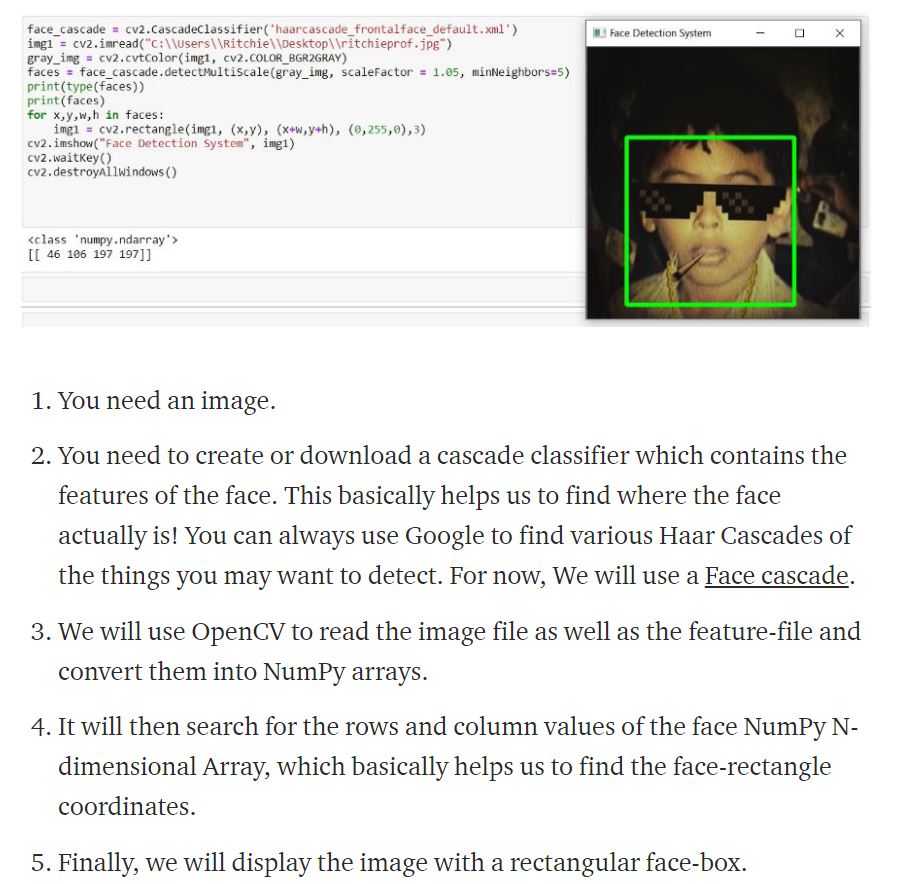 face_cascade = cv2.CascadeClassifier('haarcascade_frontalface_default.xml')
img1 = cv2.imread("C:\\Users\\Ritchie\\Desktop\\ritchieprof.jpg")
gray_img = cv2.cvtColor(img1, cv2.COLOR_BGR2GRAY)
faces = face_cascade.detectMultiScale(gray_img, scaleFactor = 1.05, minNeighbors=5)
print(type(faces))
print(faces)
for x,y,w,h in faces:
    img1 = cv2.rectangle(img1, (x,y), (x+w,y+h), (0,255,0),3)
cv2.imshow("Face Detection System", img1)
cv2.waitKey()
cv2.destroyAllWindows()
<class 'numpy.ndarray'>
[[ 46 106 197 197]]
Face Detection System
1. You need an image.
2. You need to create or download a cascade classifier which contains the
features of the face. This basically helps us to find where the face
actually is! You can always use Google to find various Haar Cascades of
the things you may want to detect. For now, We will use a Face cascade.
3. We will use OpenCV to read the image file as well as the feature-file and
convert them into NumPy arrays.
4. It will then search for the rows and column values of the face NumPy N-
dimensional Array, which basically helps us to find the face-rectangle
coordinates.
5. Finally, we will display the image with a rectangular face-box.